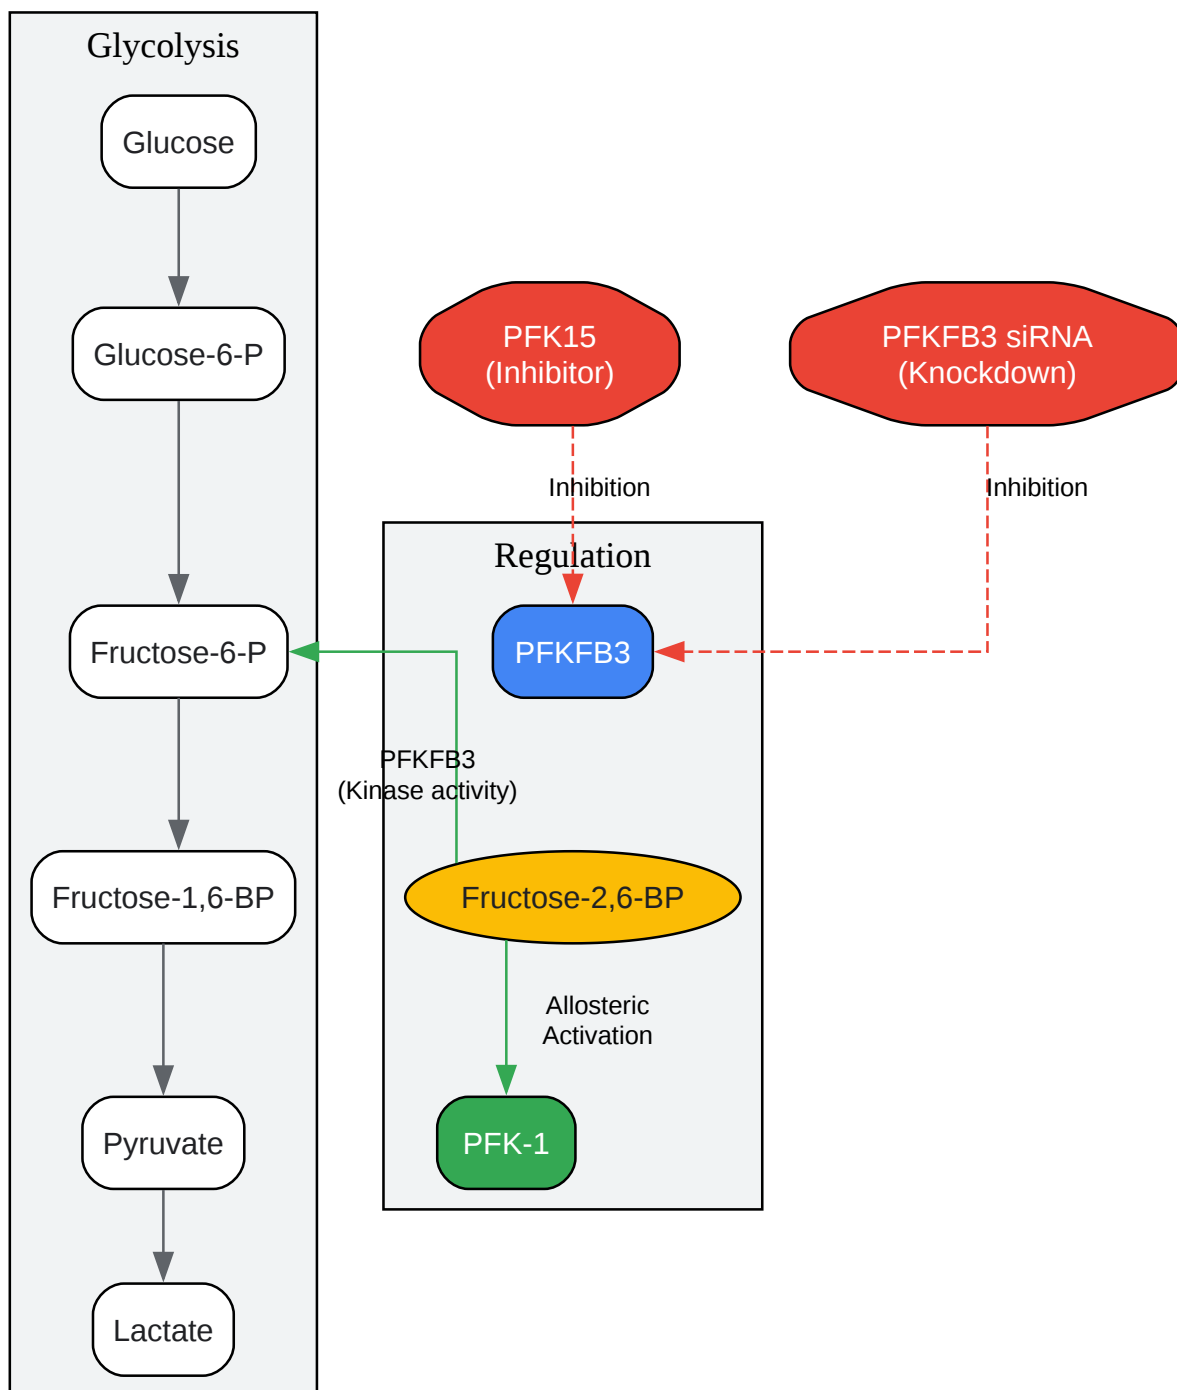 Glycolysis
Glucose
Glucose-6-P
PFK15
(Inhibitor)
PFKFB3 siRNA
(Knockdown)
Inhibition
Inhibition
Regulation
Fructose-6-P
PFKFB3
PFKFB3
(Kinase activity)
Fructose-1,6-BP
Fructose-2,6-BP
Allosteric
Activation
Pyruvate
PFK-1
Lactate